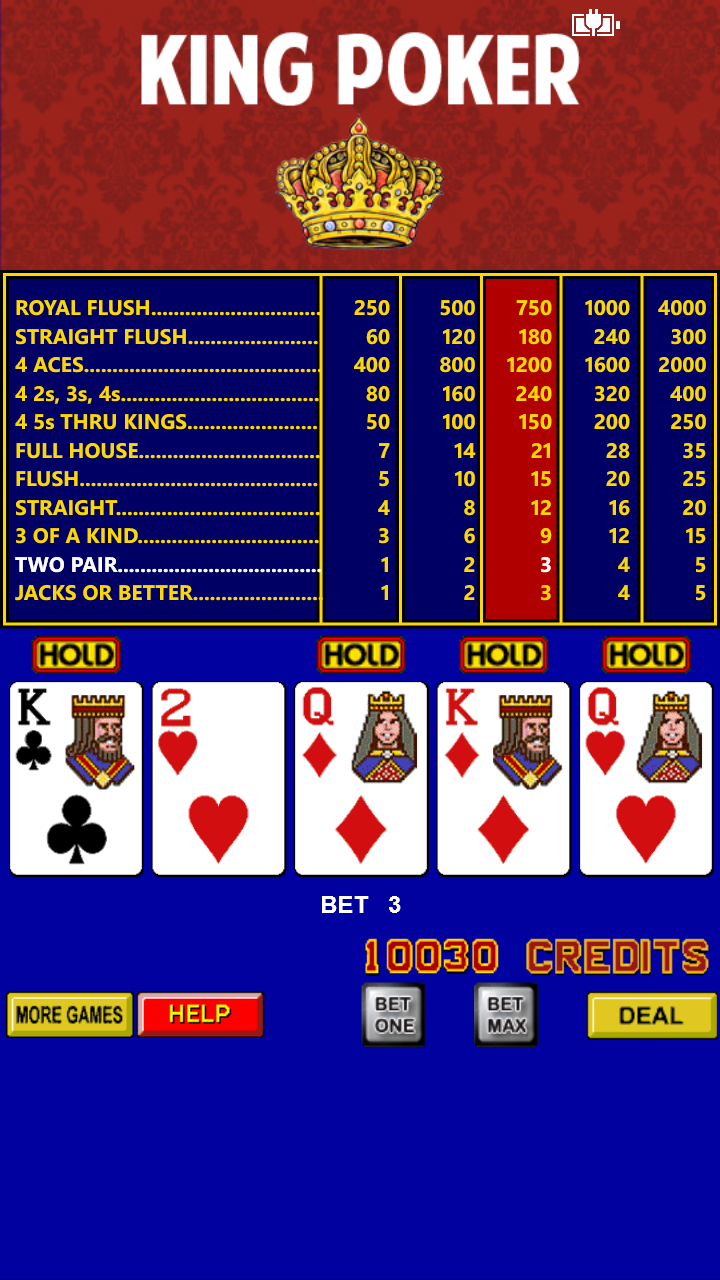 KING POKER
ROYAL FLUSH............................... 250 500 750 1000 4000
STRAIGHT FLUSH........................ 60 120 180 240 300
4 ACES........................................... 400 800 1200 1600 2000
4 2s, 3s, 4s.................................... 80 160 240 320 400
4 5s THRU KINGS........................ 50 100 150 200 250
FULL HOUSE................................. 7 14 21 28 35
FLUSH............................................ 5 10 15 20 25
STRAIGHT..................................... 4 8 12 16 20
3 OF A KIND................................. 3 6 9 12 15
TWO PAIR..................................... 1 2 3 4 5
JACKS OR BETTER........................ 1 2 3 4 5
HOLD HOLD HOLD HOLD
K 2 Q K Q
BET 3
10030 CREDITS
MORE GAMES HELP BET ONE BET MAX DEAL